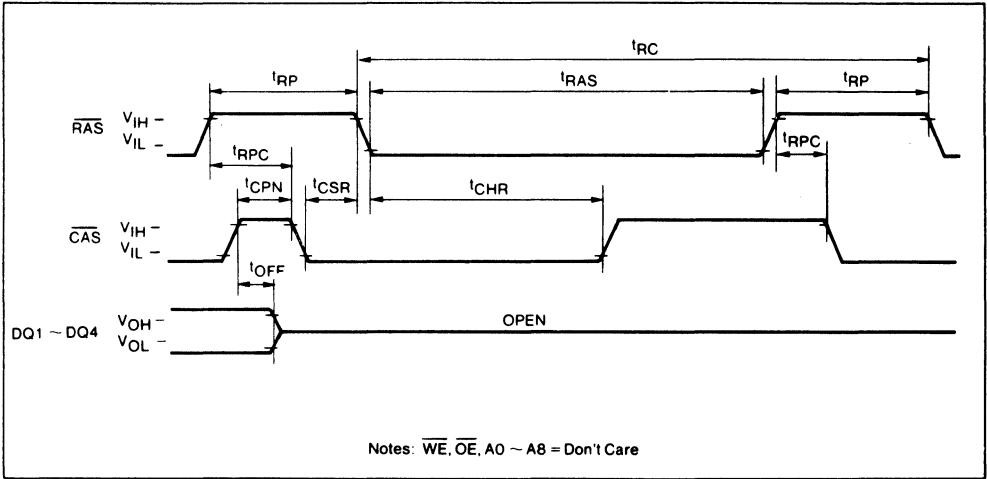 tRC
tRP tRAS tRP
RAS VIH –
VIL –
tRPC tRPC
tCPN tCSR tCHR
CAS VIH –
VIL –
tOFF
DQ1 ~ DQ4 VOH –
VOL –
OPEN
Notes: WE, OE, A0 ~ A8 = Don't Care